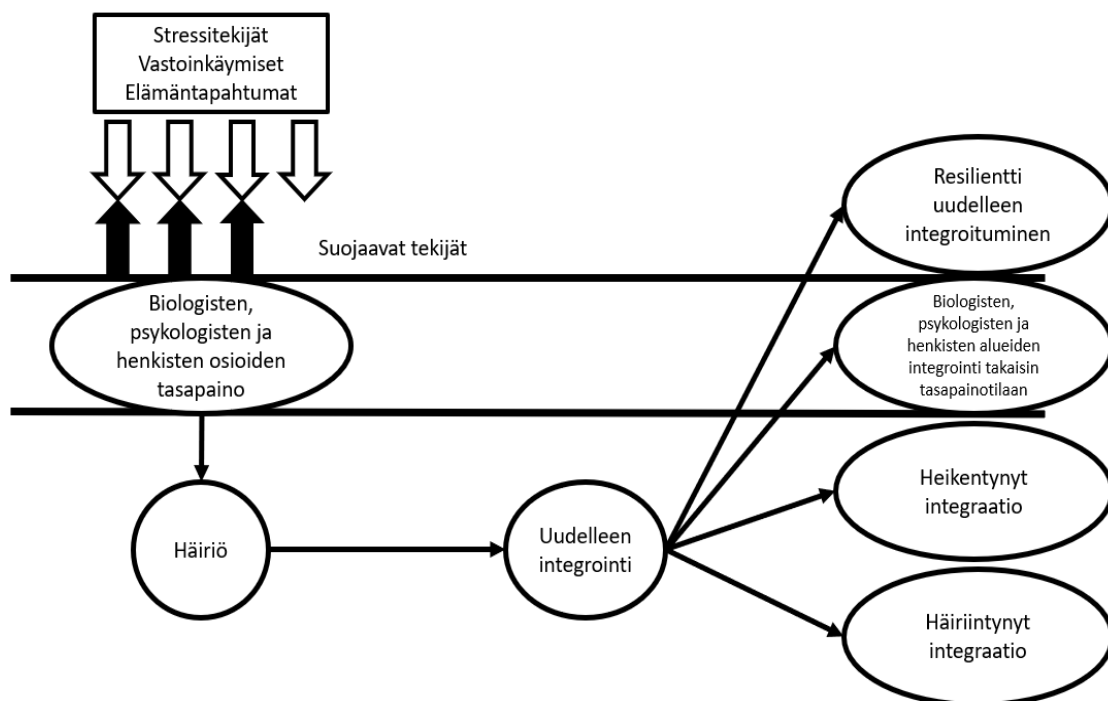 Stressitekijät
Vastoinkäymiset
Elämäntapahtumat
Suojaavat tekijät
Biologisten,
psykologisten ja
henkisten osioiden
tasapaino
Häiriö
Uudelleen
integrointi
Resilientti
uudelleen
integroituminen
Biologisten,
psykologisten ja
henkisten alueiden
integrointi takaisin
tasapainotilaan
Heikentynyt
integraatio
Häiriintynyt
integraatio